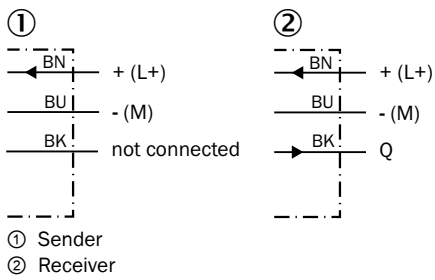 ① ②
BN + (L+) BN + (L+)
BU - (M) BU - (M)
BK not connected BK Q
① Sender
② Receiver